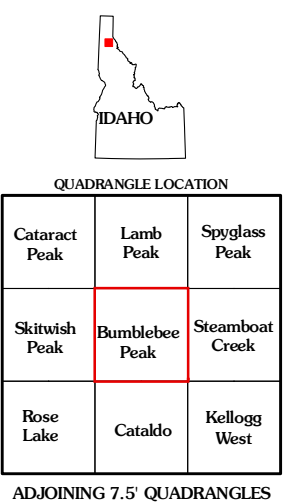 IDAHO
QUADRANGLE LOCATION
Cataract
Peak
Lamb
Peak
Spyglass
Peak
Skitwish
Peak
Bumblebee
Peak
Steamboat
Creek
Rose
Lake
Cataldo
Kellogg
West
ADJOINING 7.5' QUADRANGLES